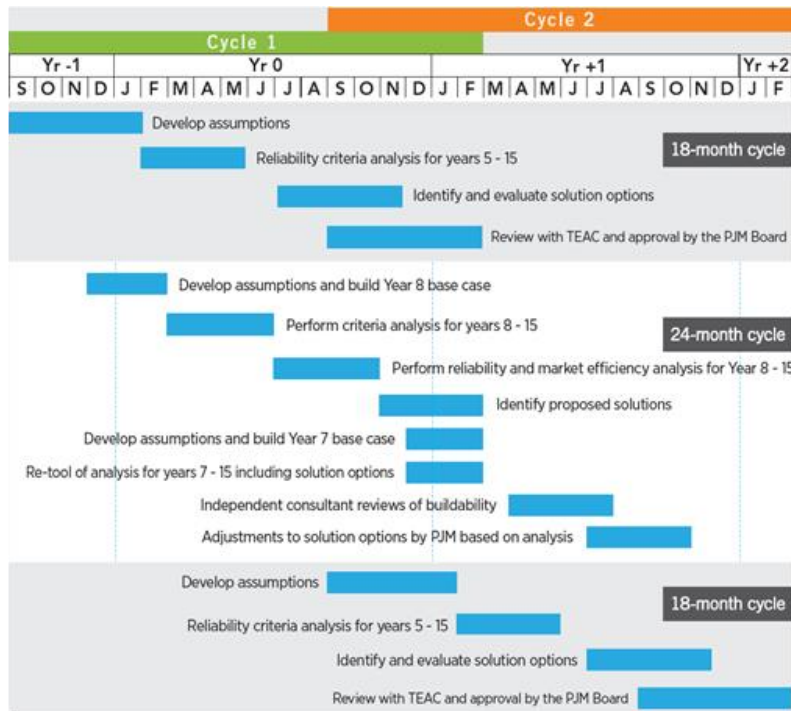 Cycle 2
Cycle 1
Yr -1 Yr 0 Yr +1 Yr +2
S O N D J F M A M J J A S O N D J F M A M J J A S O N D J F
Develop assumptions
18-month cycle
Reliability criteria analysis for years 5 - 15
Identify and evaluate solution options
Review with TEAC and approval by the PJM Board
Develop assumptions and build Year 8 base case
Perform criteria analysis for years 8 - 15
24-month cycle
Perform reliability and market efficiency analysis for Year 8 - 15
Identify proposed solutions
Develop assumptions and build Year 7 base case
Re-tool of analysis for years 7 - 15 including solution options
Independent consultant reviews of buildability
Adjustments to solution options by PJM based on analysis
Develop assumptions
18-month cycle
Reliability criteria analysis for years 5 - 15
Identify and evaluate solution options
Review with TEAC and approval by the PJM Board